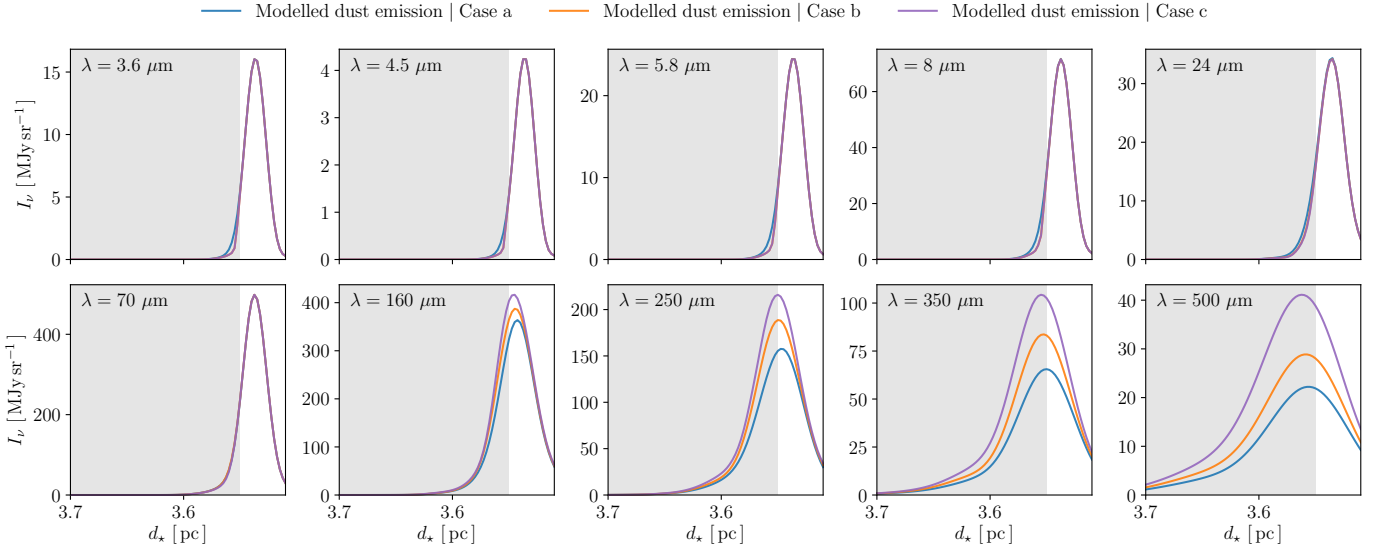 Modelled dust emission | Case a Modelled dust emission | Case b Modelled dust emission | Case c
λ = 3.6 μm
λ = 4.5 μm
λ = 5.8 μm
λ = 8 μm
λ = 24 μm
15
10
5
0
4
3
2
1
0
20
10
0
60
40
20
0
30
20
10
0
I_ν [MJy sr⁻¹]
λ = 70 μm
λ = 160 μm
λ = 250 μm
λ = 350 μm
λ = 500 μm
400
200
0
400
300
200
100
0
200
150
100
50
0
100
75
50
25
0
40
30
20
10
0
I_ν [MJy sr⁻¹]
3.7 3.6
3.7 3.6
3.7 3.6
3.7 3.6
3.7 3.6
d⋆ [pc]
d⋆ [pc]
d⋆ [pc]
d⋆ [pc]
d⋆ [pc]